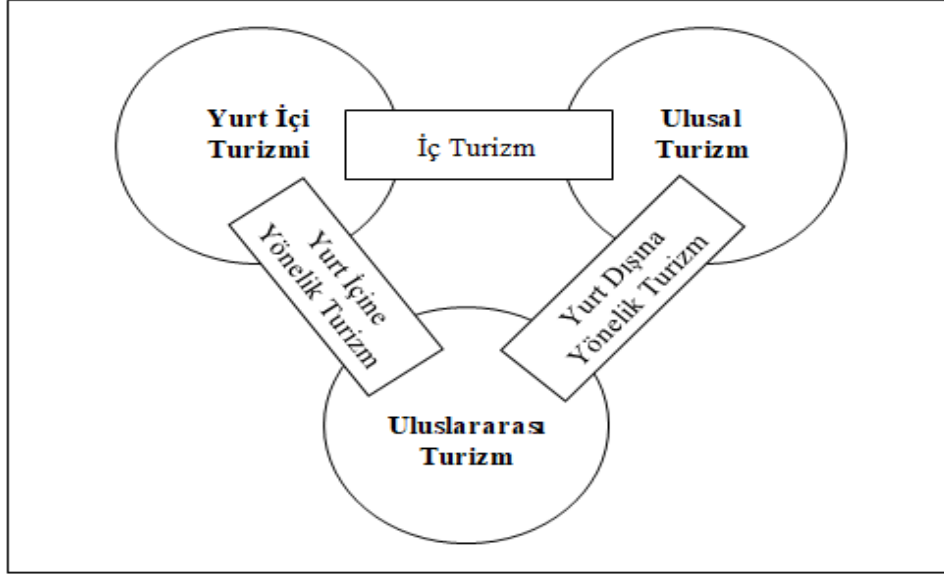 Yurt İçi
Turizmi
İç Turizm
Ulusal
Turizm
Yurt İçine
Yönelik Turizm
Yurt Dışına
Yönelik Turizm
Uluslararası
Turizm